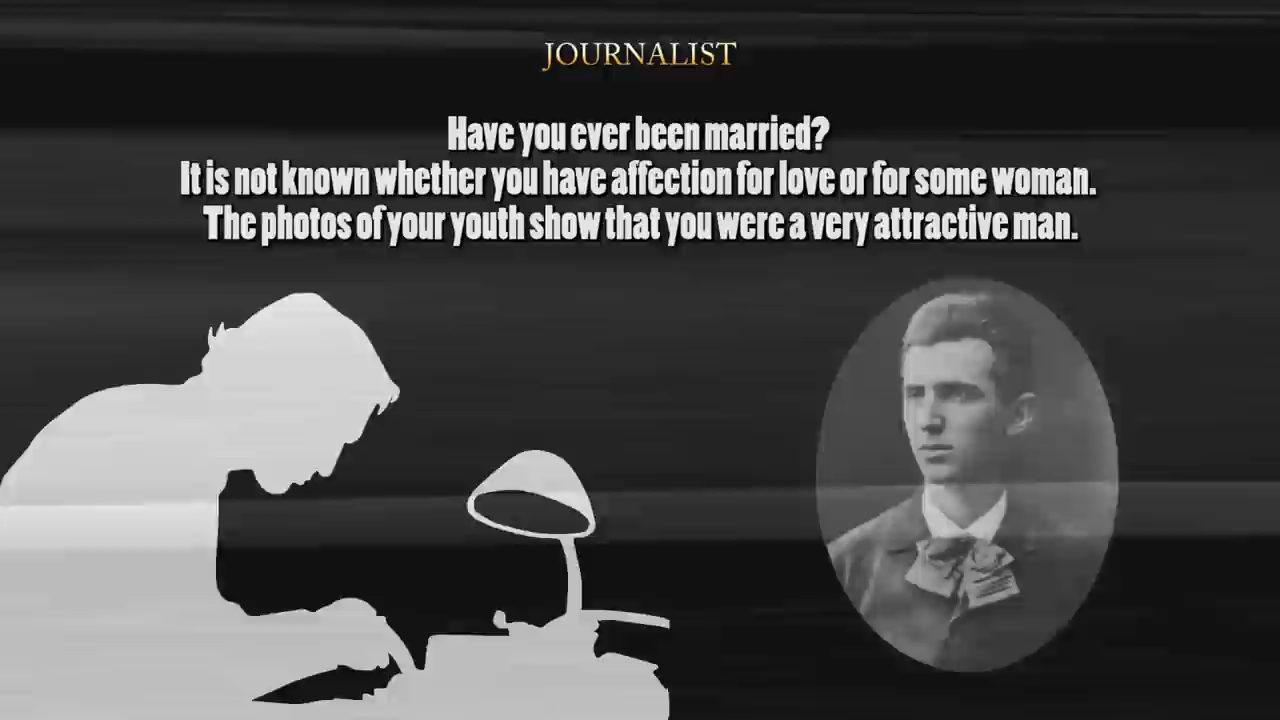 JOURNALIST
Have you ever been married?
It is not known whether you have affection for love or for some woman.
The photos of your youth show that you were a very attractive man.